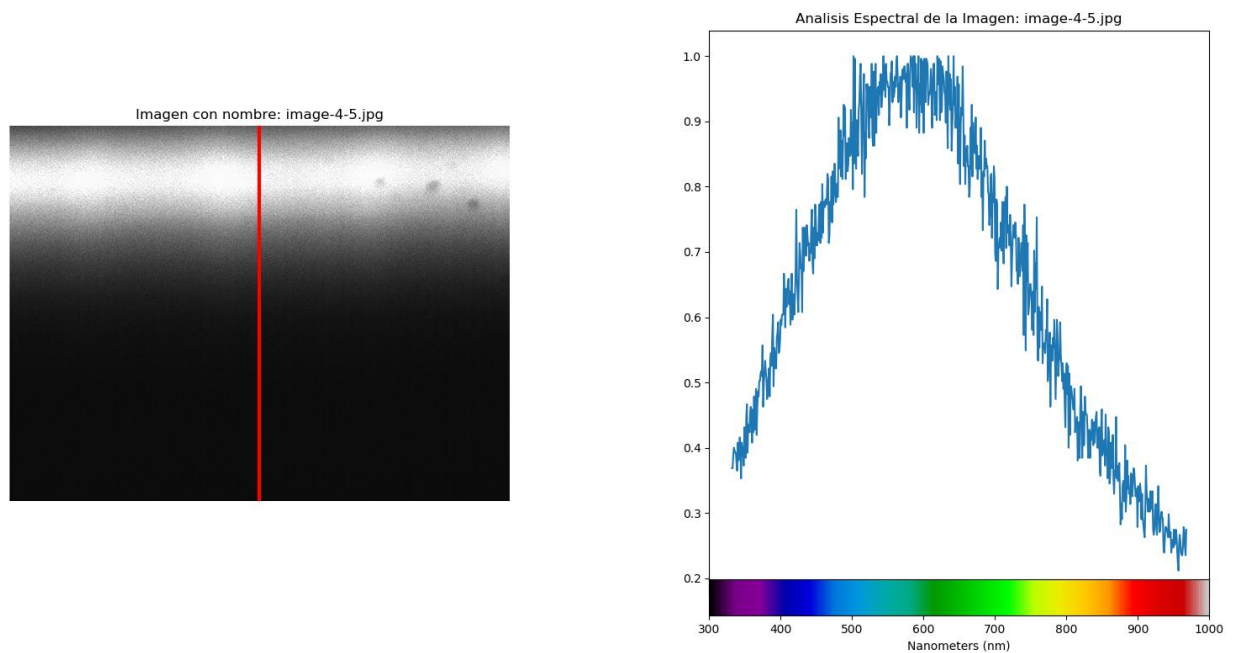 Imagen con nombre: image-4-5.jpg
Analisis Espectral de la Imagen: image-4-5.jpg
1.0
0.9
0.8
0.7
0.6
0.5
0.4
0.3
0.2
300 400 500 600 700 800 900 1000
Nanometers (nm)